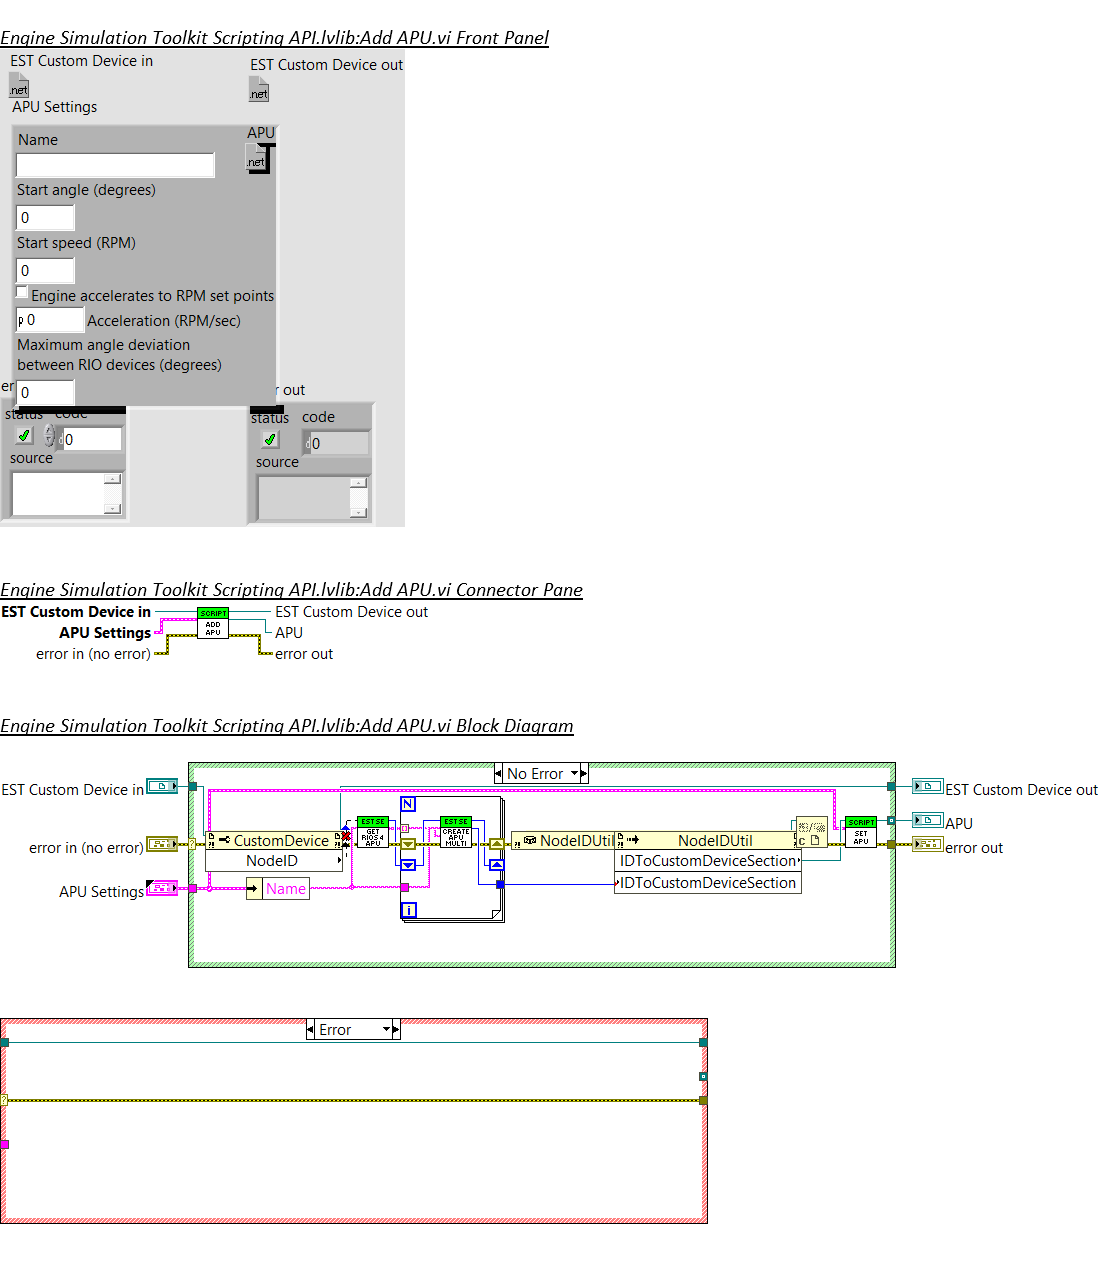 Engine Simulation Toolkit Scripting API.lvlib:Add APU.vi Front Panel
EST Custom Device in
EST Custom Device out
.net
.net
APU Settings
Name
APU
.net
Start angle (degrees)
0
Start speed (RPM)
0
Engine accelerates to RPM set points
0
Acceleration (RPM/sec)
Maximum angle deviation
between RIO devices (degrees)
0
er
r out
status
code
status
code
0
0
source
source
Engine Simulation Toolkit Scripting API.lvlib:Add APU.vi Connector Pane
EST Custom Device in
SCRIPT
ADD
APU
EST Custom Device out
APU Settings
APU
error in (no error)
error out
Engine Simulation Toolkit Scripting API.lvlib:Add APU.vi Block Diagram
No Error
EST Custom Device in
EST Custom Device out
N
EST SE
GET
RIOS 4
APU
EST SE
CREATE
APU
MULTI
SCRIPT
SET
APU
APU
error in (no error)
CustomDevice
NodeIDUtil
NodeIDUtil
error out
NodeID
IDToCustomDeviceSection
APU Settings
Name
IDToCustomDeviceSection
i
Error